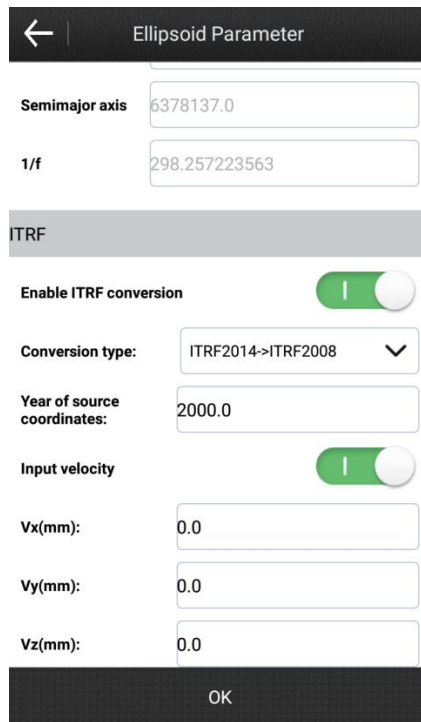 Ellipsoid Parameter
Semimajor axis
6378137.0
1/f
298.257223563
ITRF
Enable ITRF conversion
Conversion type:
ITRF2014->ITRF2008
Year of source
coordinates:
2000.0
Input velocity
Vx(mm):
0.0
Vy(mm):
0.0
Vz(mm):
0.0
OK